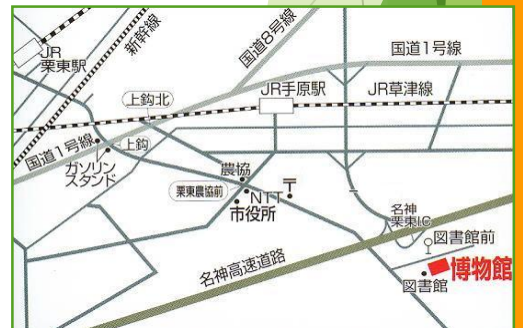 国道8号線
新幹線
国道1号線
JR
栗東駅
JR手原駅
JR草津線
上鈎北
国道1号線
上鈎
ガソリン
スタンド
農協
栗東農協前
NTT
〒
市役所
名神
栗東IC
図書館前
名神高速道路
博物館
図書館